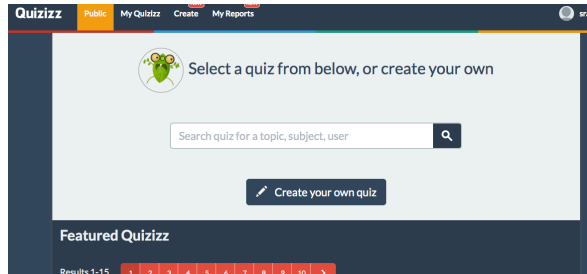 Quizizz Public My Quizizz Create My Reports
Select a quiz from below, or create your own
Search quiz for a topic, subject, user
Create your own quiz
Featured Quizizz
Results 1-15 1 2 3 4 5 6 7 8 9 10